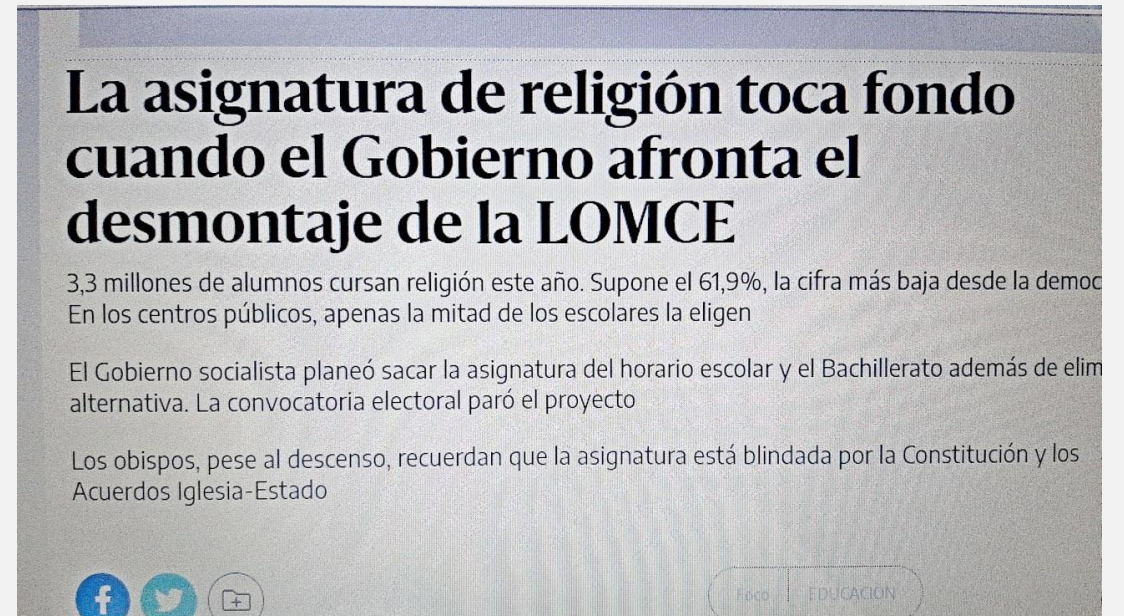 La asignatura de religión toca fondo
cuando el Gobierno afronta el
desmontaje de la LOMCE
3,3 millones de alumnos cursan religión este año. Supone el 61,9%, la cifra más baja desde la democ
En los centros públicos, apenas la mitad de los escolares la eligen
El Gobierno socialista planeó sacar la asignatura del horario escolar y el Bachillerato además de elim
alternativa. La convocatoria electoral paró el proyecto
Los obispos, pese al descenso, recuerdan que la asignatura está blindada por la Constitución y los
Acuerdos Iglesia-Estado
Foco EDUCACIÓN